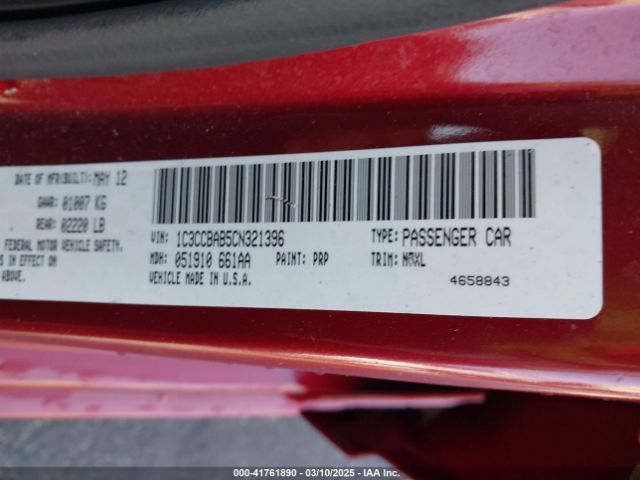 DATE OF MFR(BUILT): MAY 12
GAWR: 01007 KG
REAR: 02220 LB
FEDERAL MOTOR VEHICLE SAFETY,
S IN EFFECT ON
ABOVE.
VIN: 1C3CCBAB5CN321396
TYPE: PASSENGER CAR
MDH: 051910 661AA
PAINT: PRP
TRIM:
VEHICLE MADE IN U.S.A.
4658843
000-41761890 - 03/10/2025 - IAA Inc.